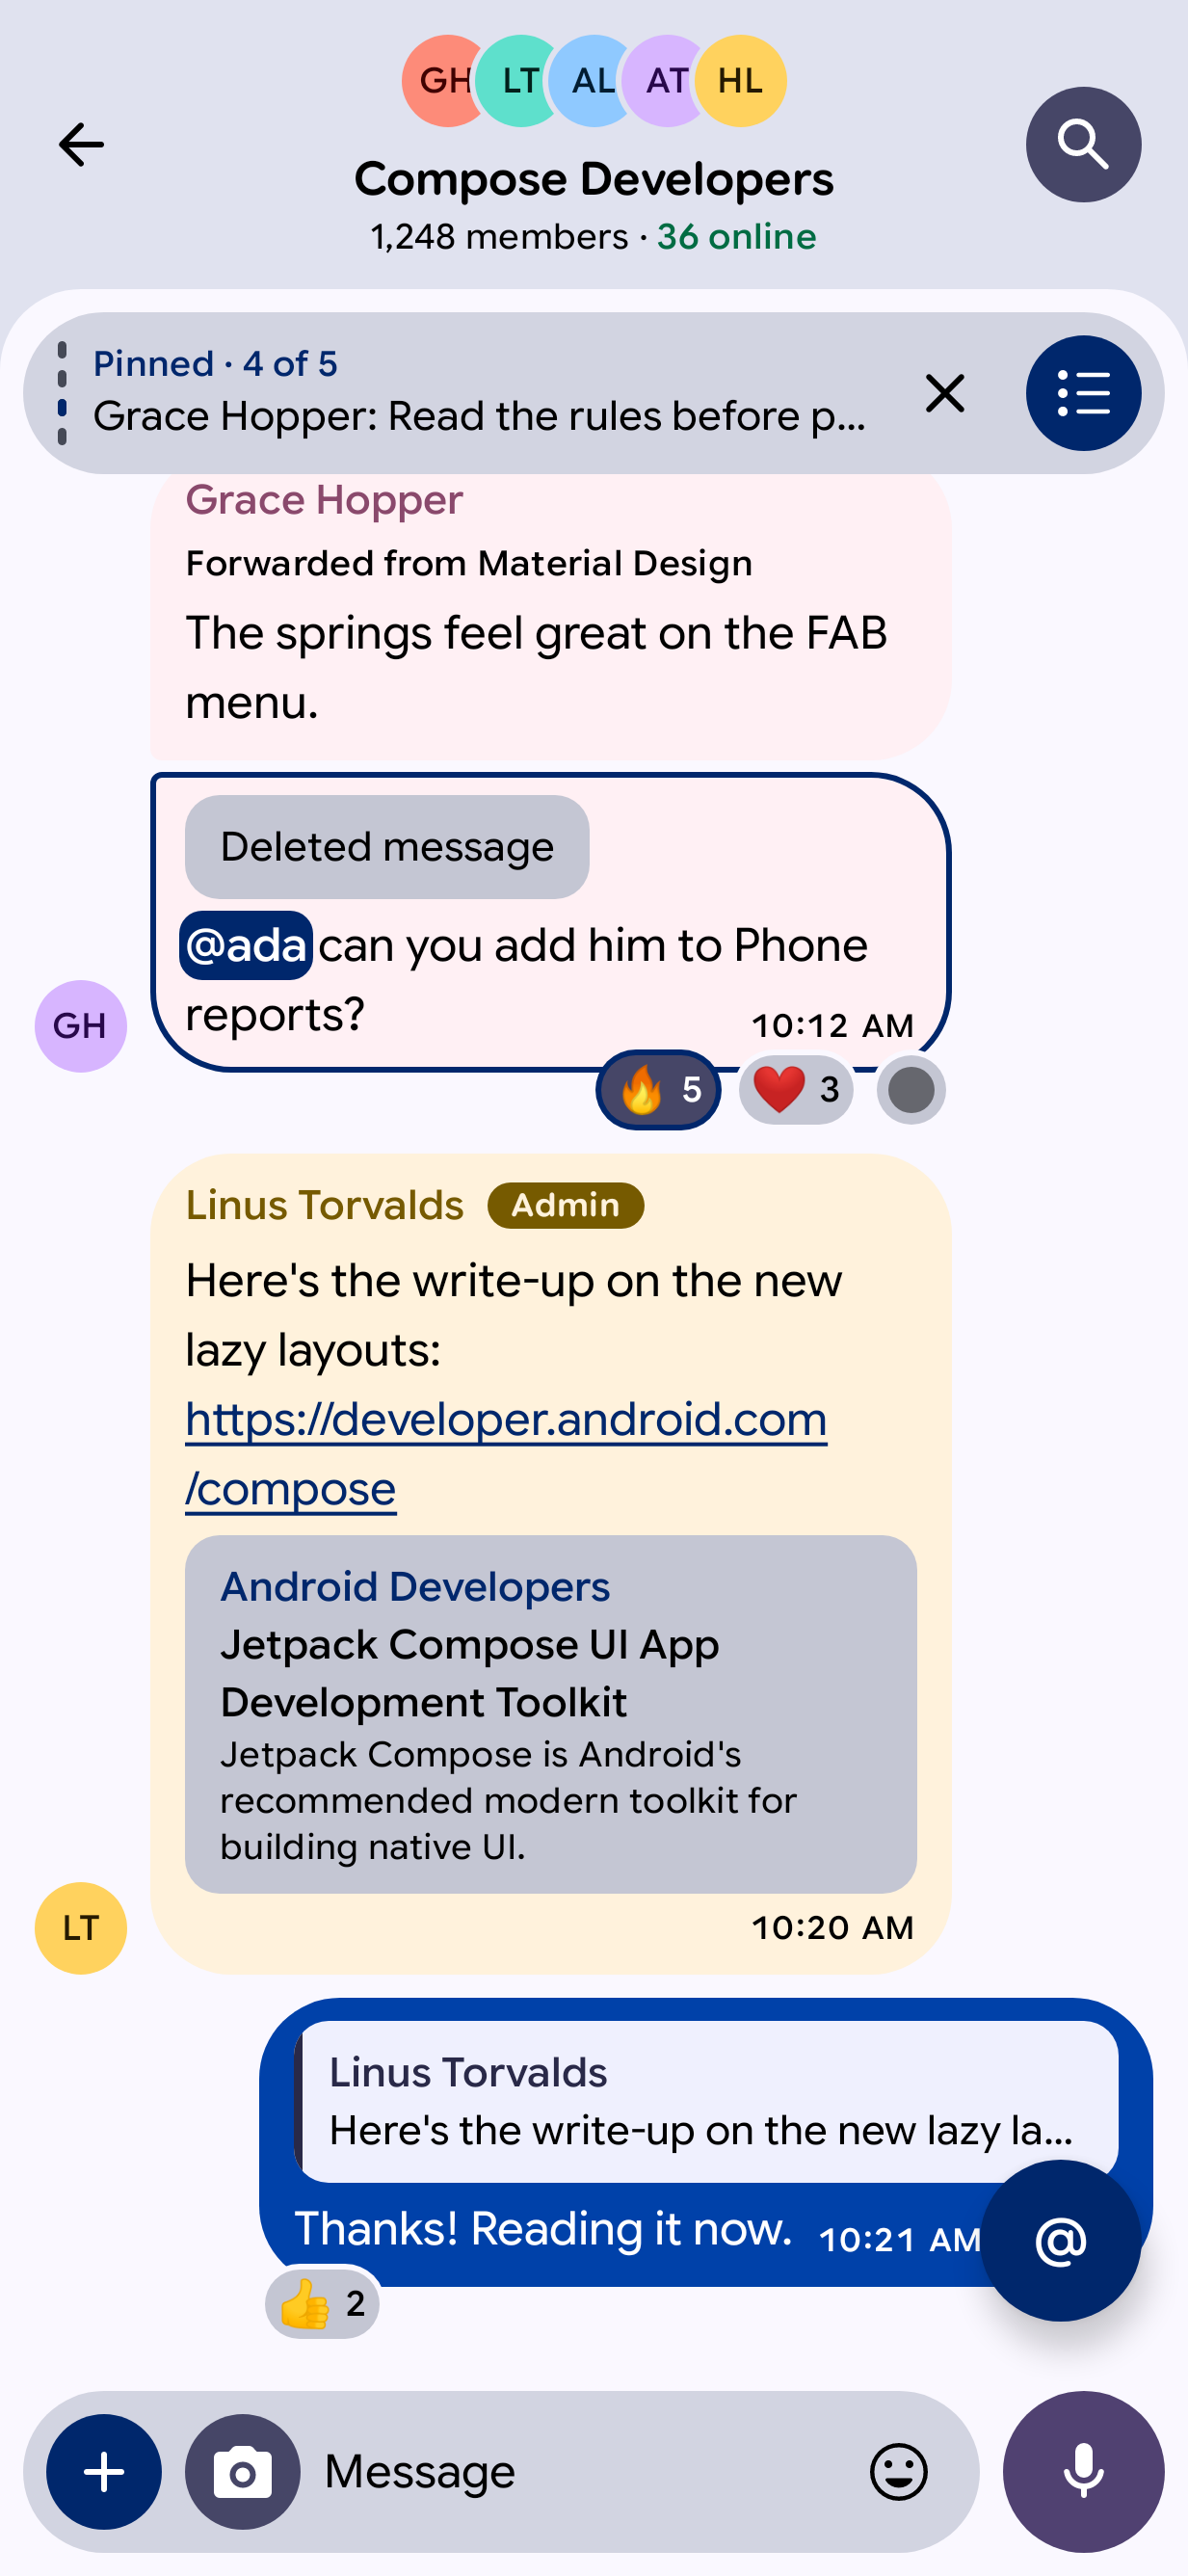 GH LT AL AT HL
Compose Developers
1,248 members · 36 online
Pinned · 4 of 5
Grace Hopper: Read the rules before p...
Grace Hopper
Forwarded from Material Design
The springs feel great on the FAB
menu.
Deleted message
@ada can you add him to Phone
reports?
10:12 AM
GH
5
3
Linus Torvalds Admin
Here's the write-up on the new
lazy layouts:
https://developer.android.com
/compose
Android Developers
Jetpack Compose UI App
Development Toolkit
Jetpack Compose is Android's
recommended modern toolkit for
building native UI.
10:20 AM
LT
Linus Torvalds
Here's the write-up on the new lazy la...
Thanks! Reading it now. 10:21 AM
@
2
Message